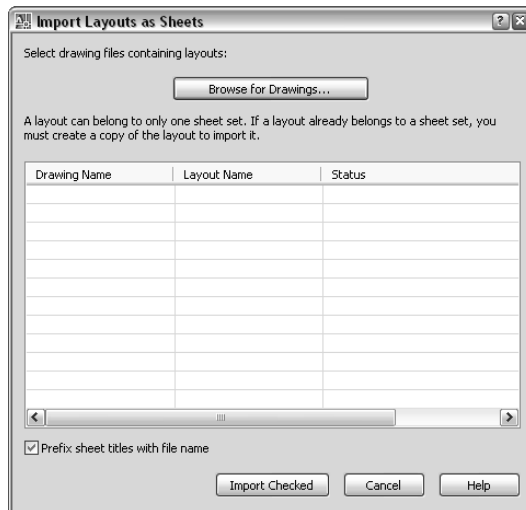 Import Layouts as Sheets
Select drawing files containing layouts:
Browse for Drawings...
A layout can belong to only one sheet set. If a layout already belongs to a sheet set, you
must create a copy of the layout to import it.
Drawing Name Layout Name Status
Prefix sheet titles with file name
Import Checked Cancel Help